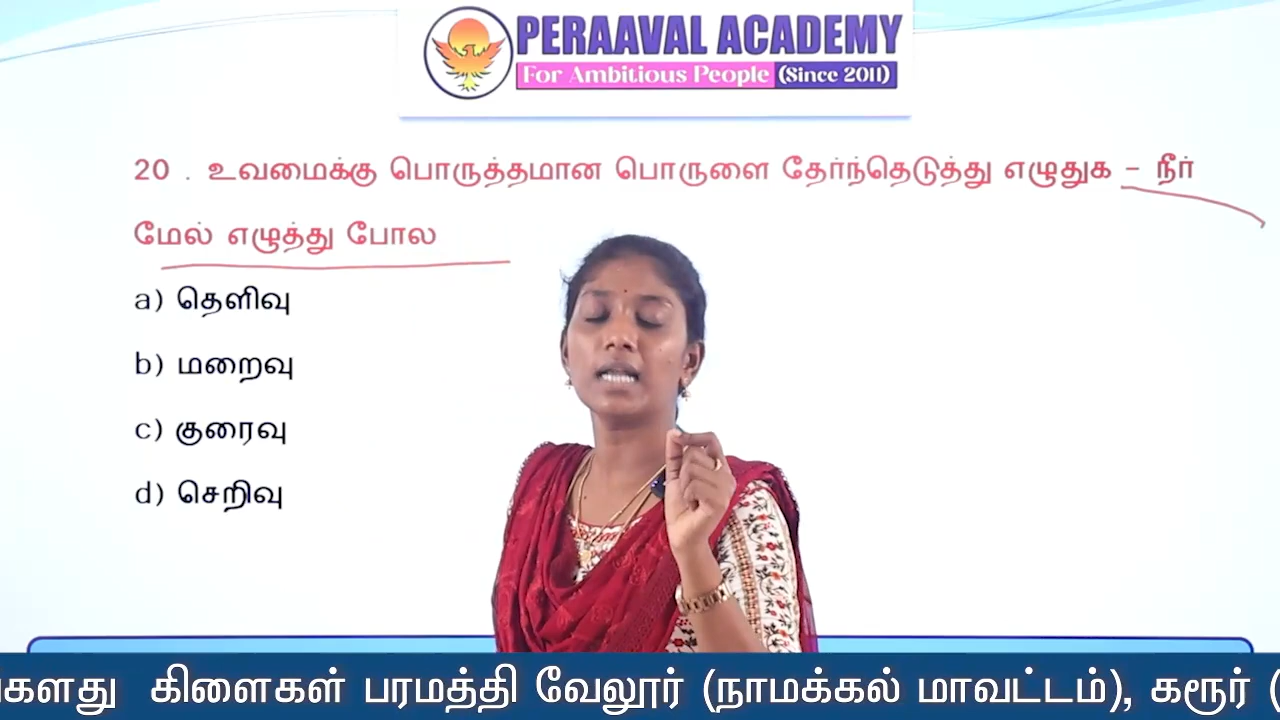 PERAAVAL ACADEMY
For Ambitious People (Since 2011)
20 . உவமைக்கு பொருத்தமான பொருளை தேர்ந்தெடுத்து எழுதுக – நீர்
மேல் எழுத்து போல
a) தெளிவு
b) மறைவு
c) குரைவு
d) செறிவு
கிளைகள் பரமத்தி வேலூர் (நாமக்கல் மாவட்டம்), கரூர் (